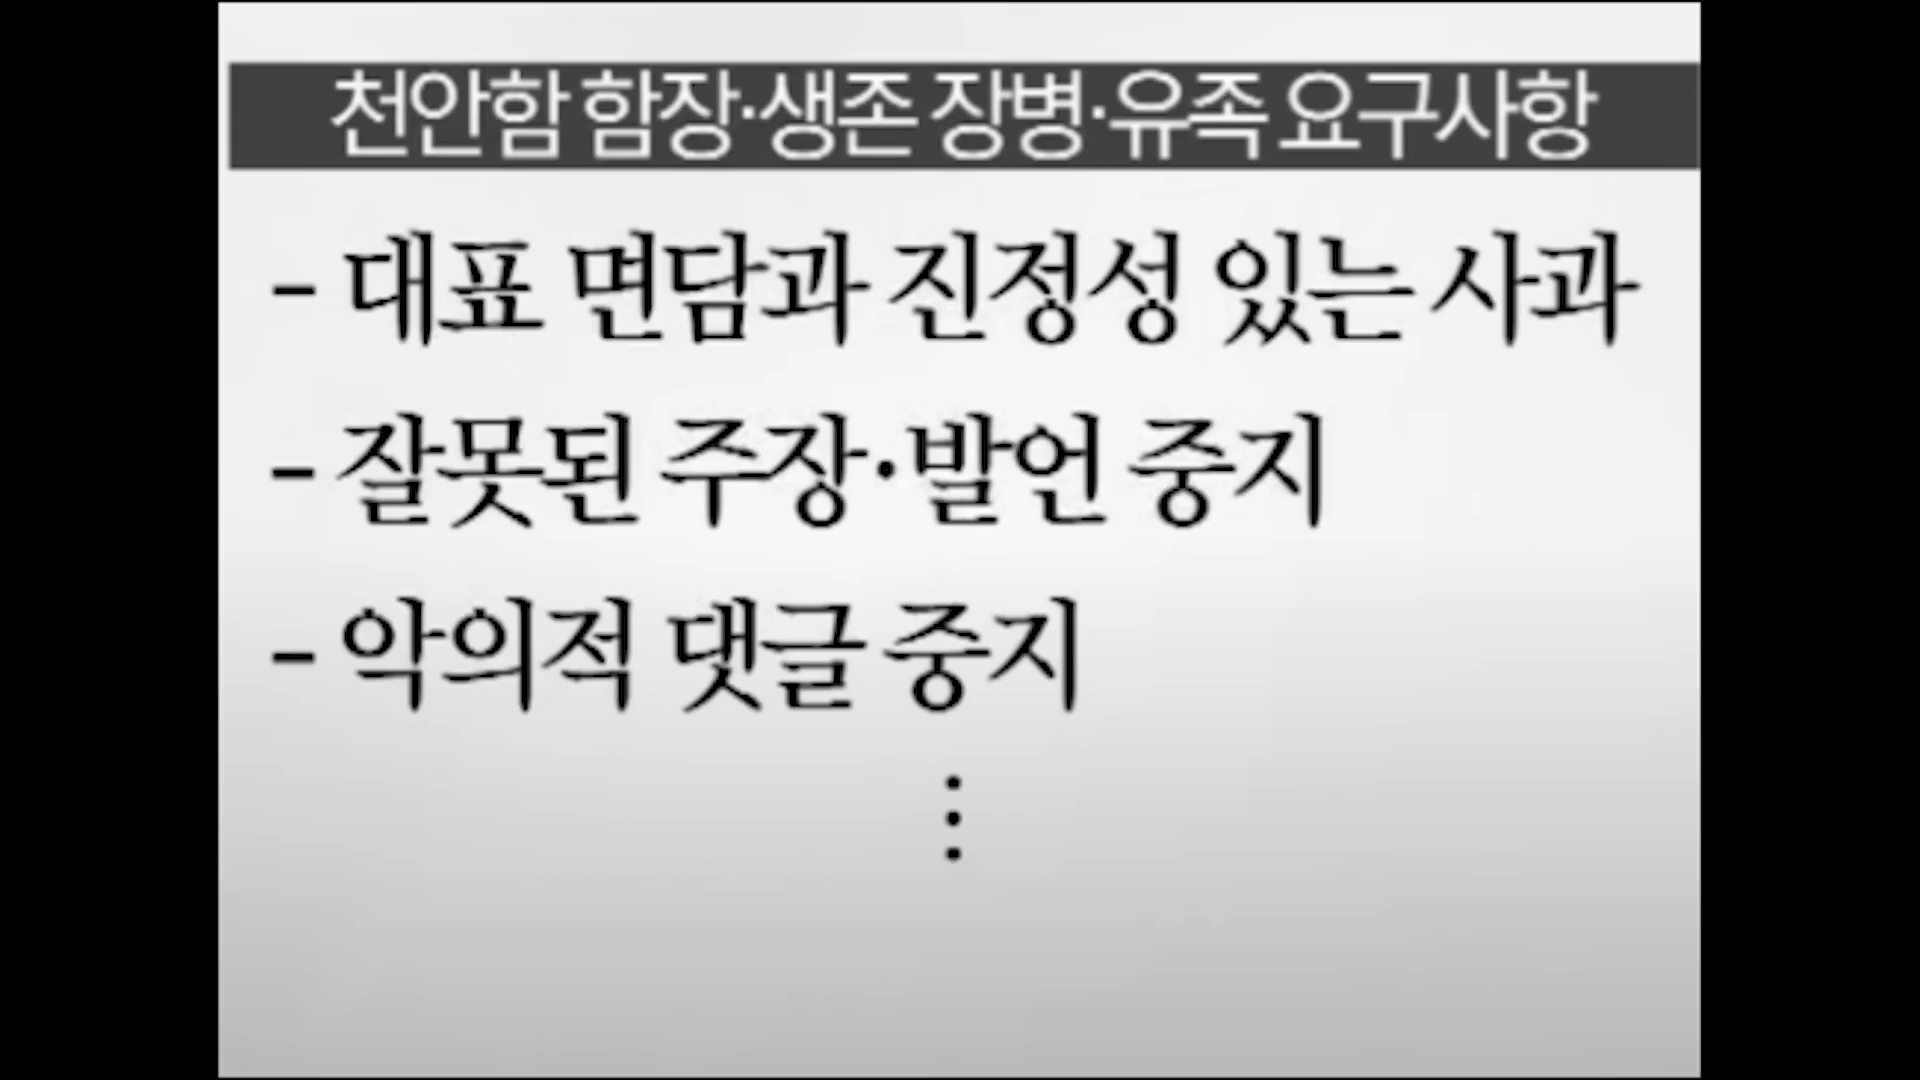 천안함 함장·생존 장병·유족 요구사항
- 대표 면담과 진정성 있는 사과
- 잘못된 주장·발언 중지
- 악의적 댓글 중지
⋮